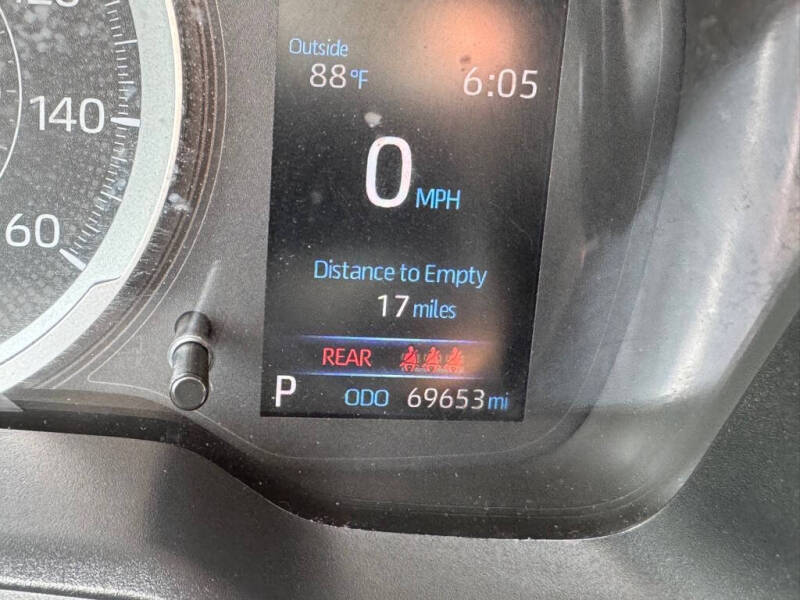 140
60
Outside
88°F
6:05
0 MPH
Distance to Empty
17 miles
REAR
P ODO 69653 mi